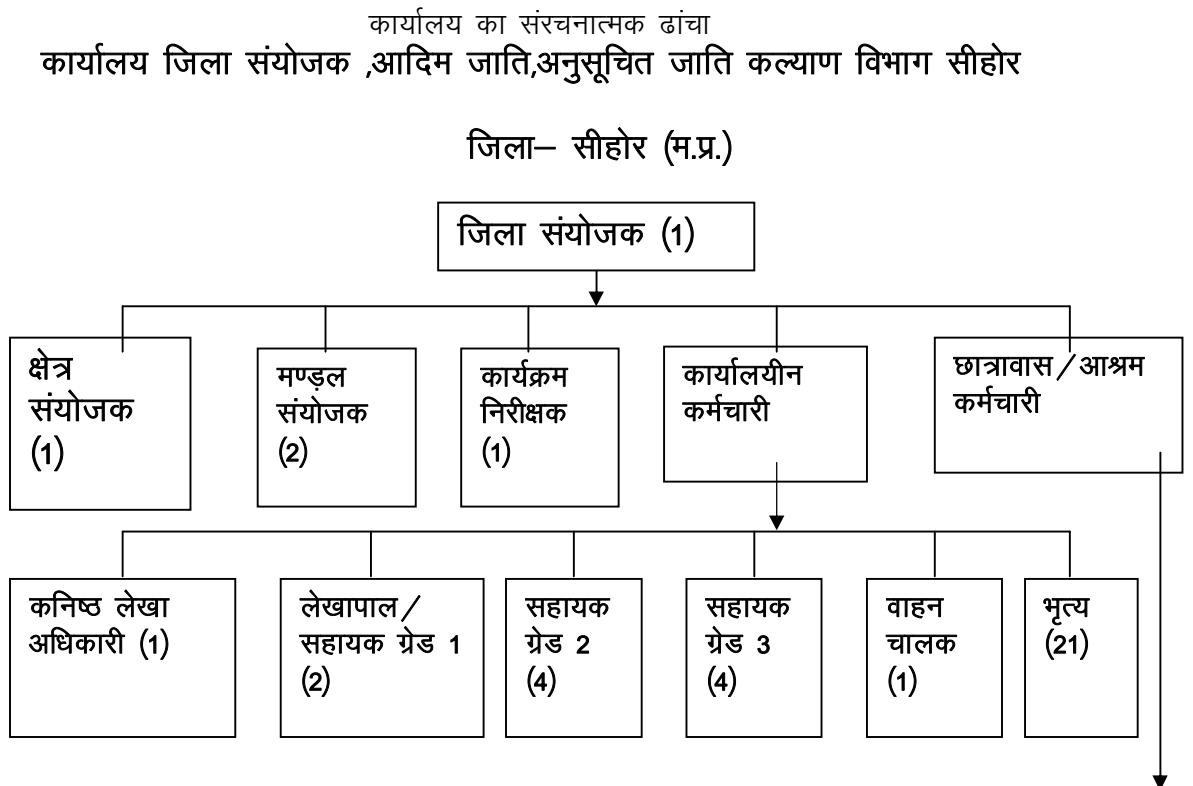 कार्यालय का संरचनात्मक ढांचा
कार्यालय जिला संयोजक ,आदिम जाति,अनुसूचित जाति कल्याण विभाग सीहोर
जिला– सीहोर (म.प्र.)
जिला संयोजक (1)
क्षेत्र
संयोजक
(1)
मण्ड़ल
संयोजक
(2)
कार्यक्रम
निरीक्षक
(1)
कार्यालयीन
कर्मचारी
छात्रावास/आश्रम
कर्मचारी
कनिष्ठ लेखा
अधिकारी (1)
लेखापाल/
सहायक ग्रेड 1
(2)
सहायक
ग्रेड 2
(4)
सहायक
ग्रेड 3
(4)
वाहन
चालक
(1)
भृत्य
(21)